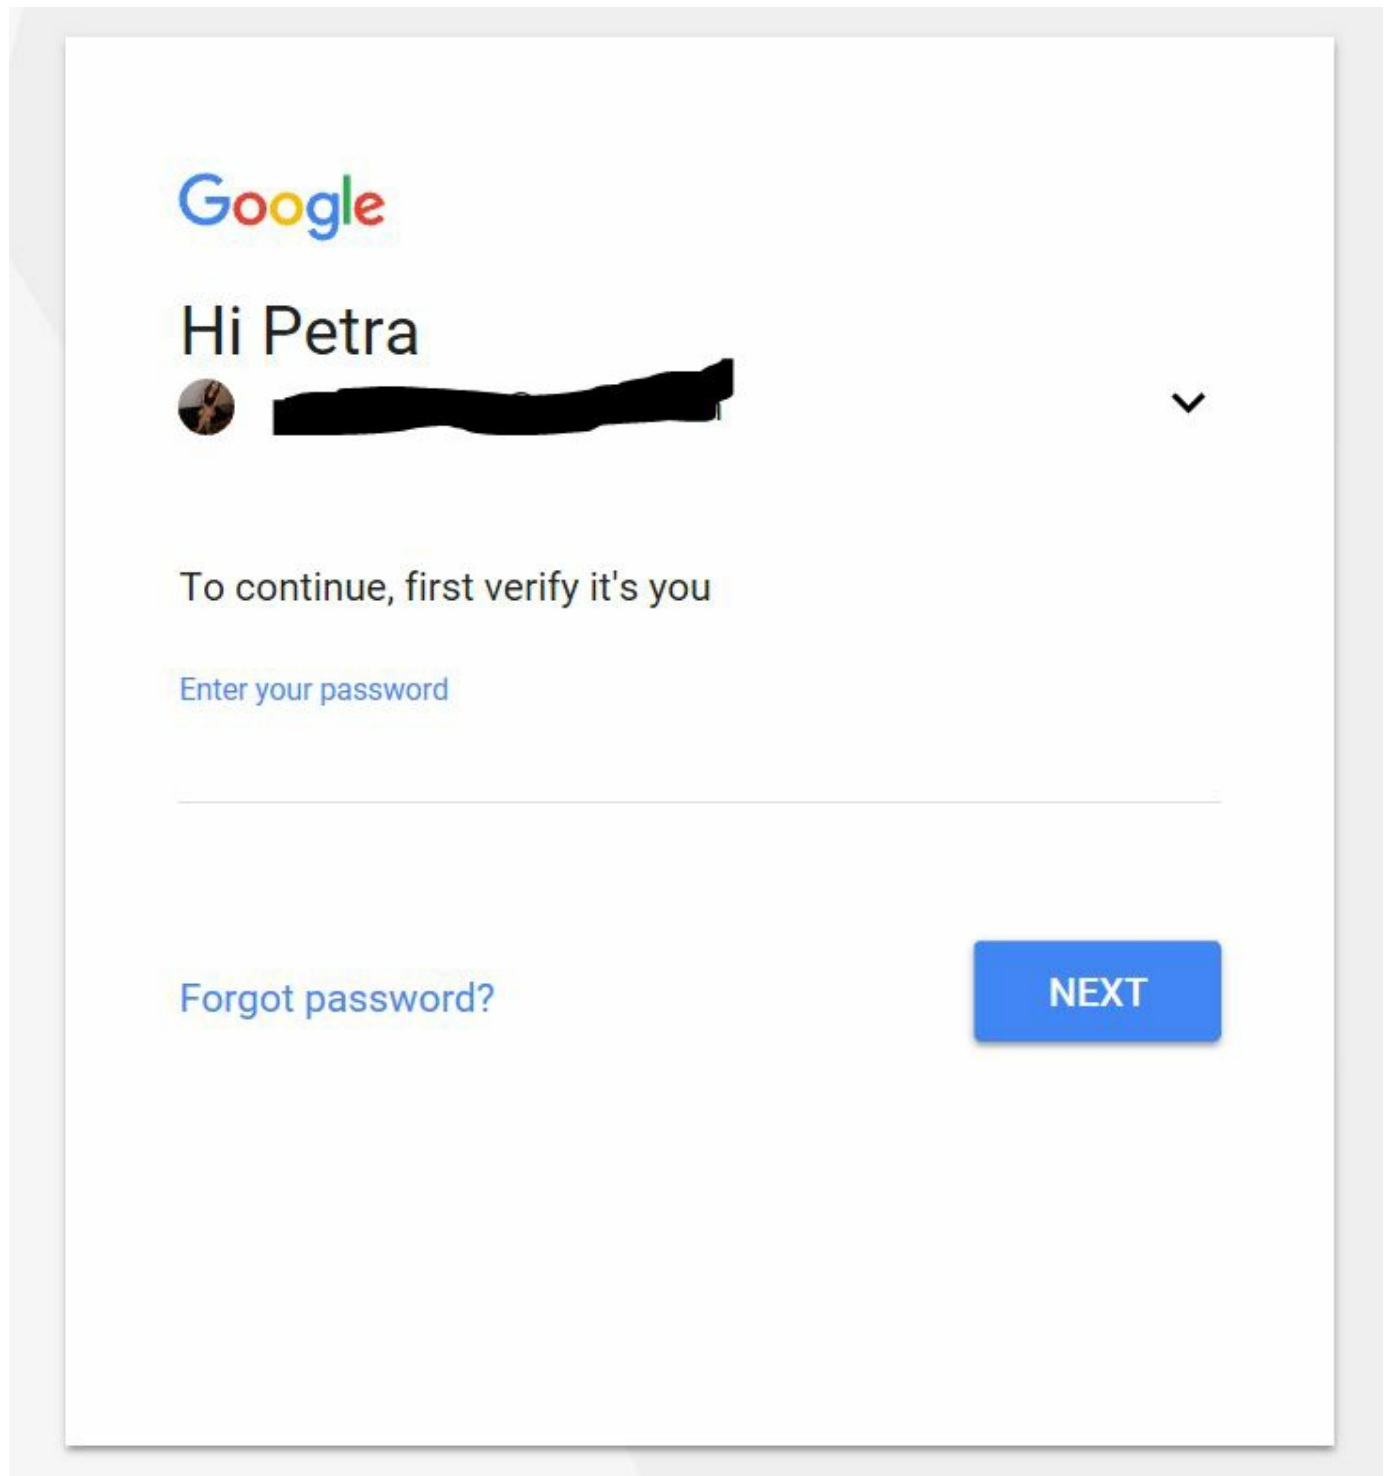 Google
Hi Petra
To continue, first verify it's you
Enter your password
Forgot password?
NEXT